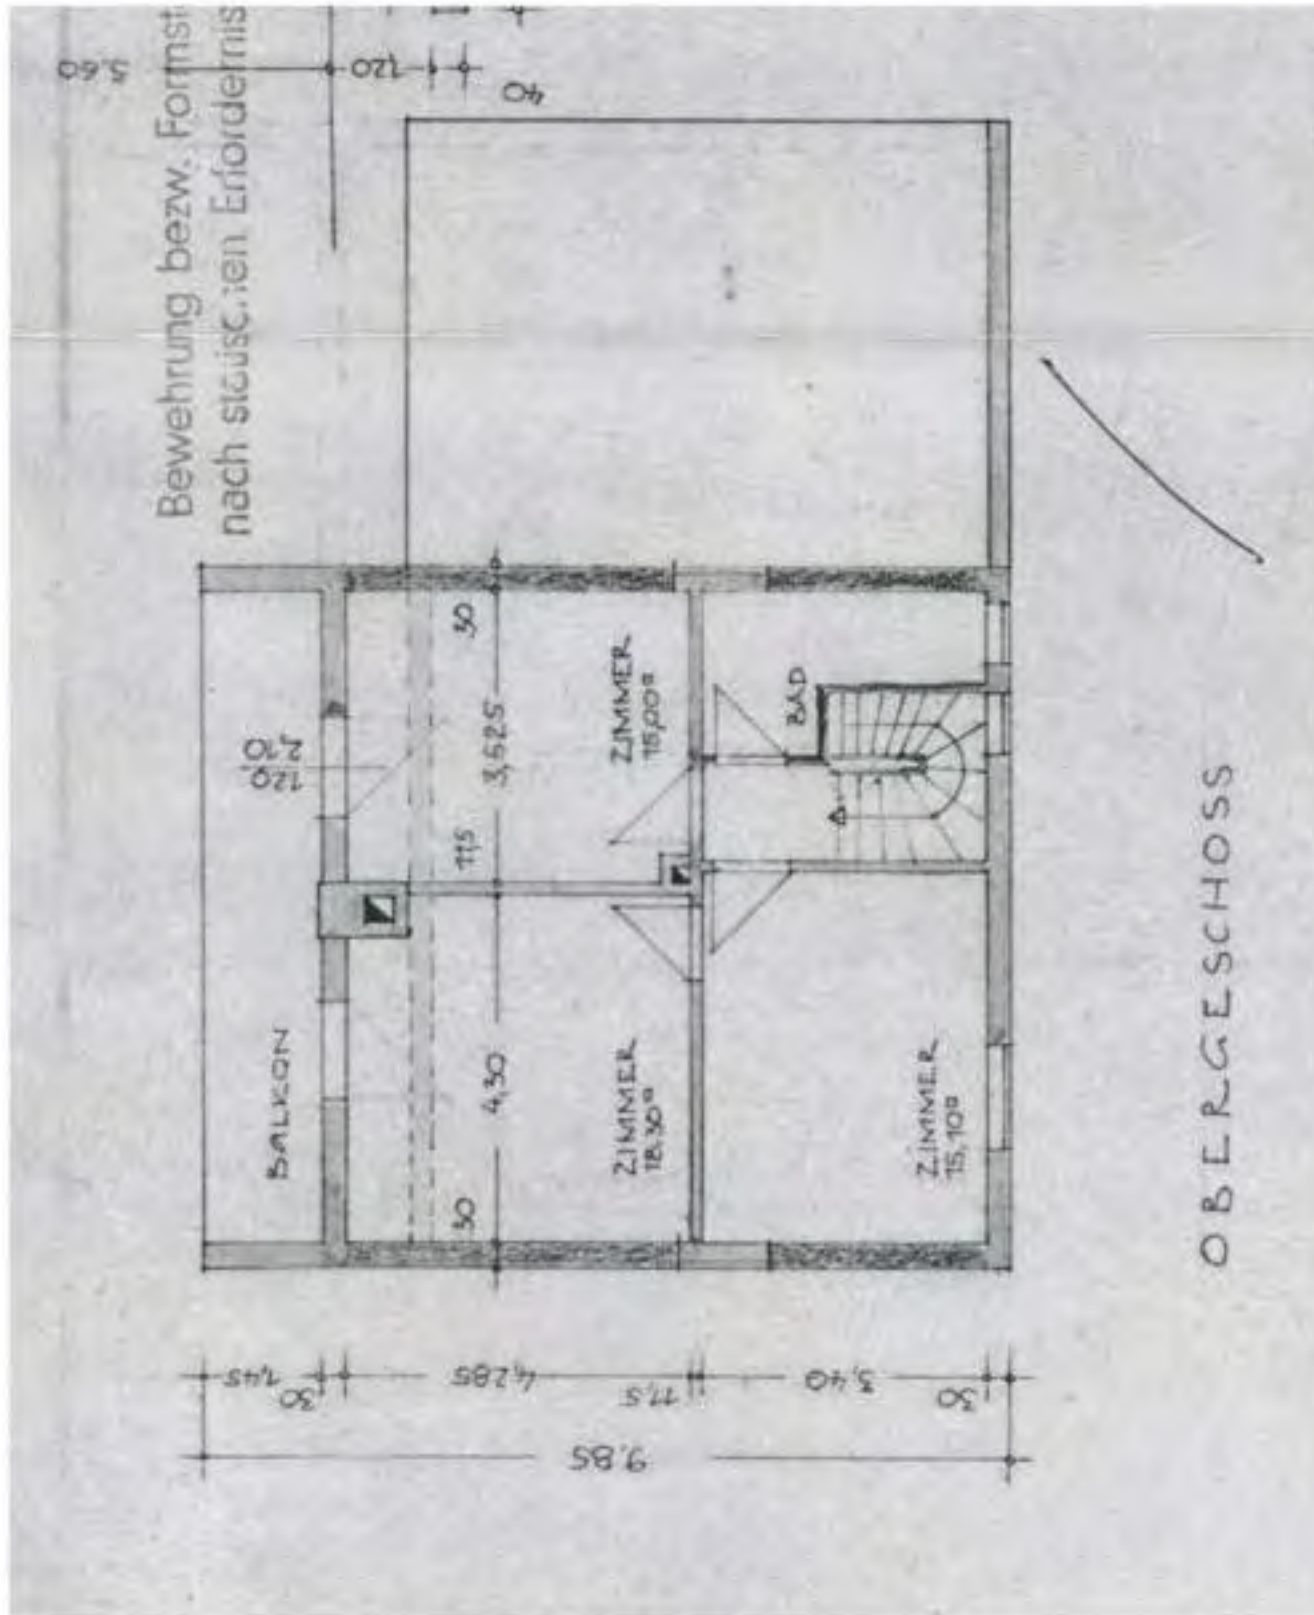 Bewehrung bezw. Formst
nach statischen Erfordernis
5,60
120
40
120
2,10
BALKON
30
4,30
11,5
3,625
30
ZIMMER
18.30
ZIMMER
15,00
BAD
ZIMMER
15,10
1,45
30
4,285
11,5
3,40
30
9.85
OBERGESCHOSS